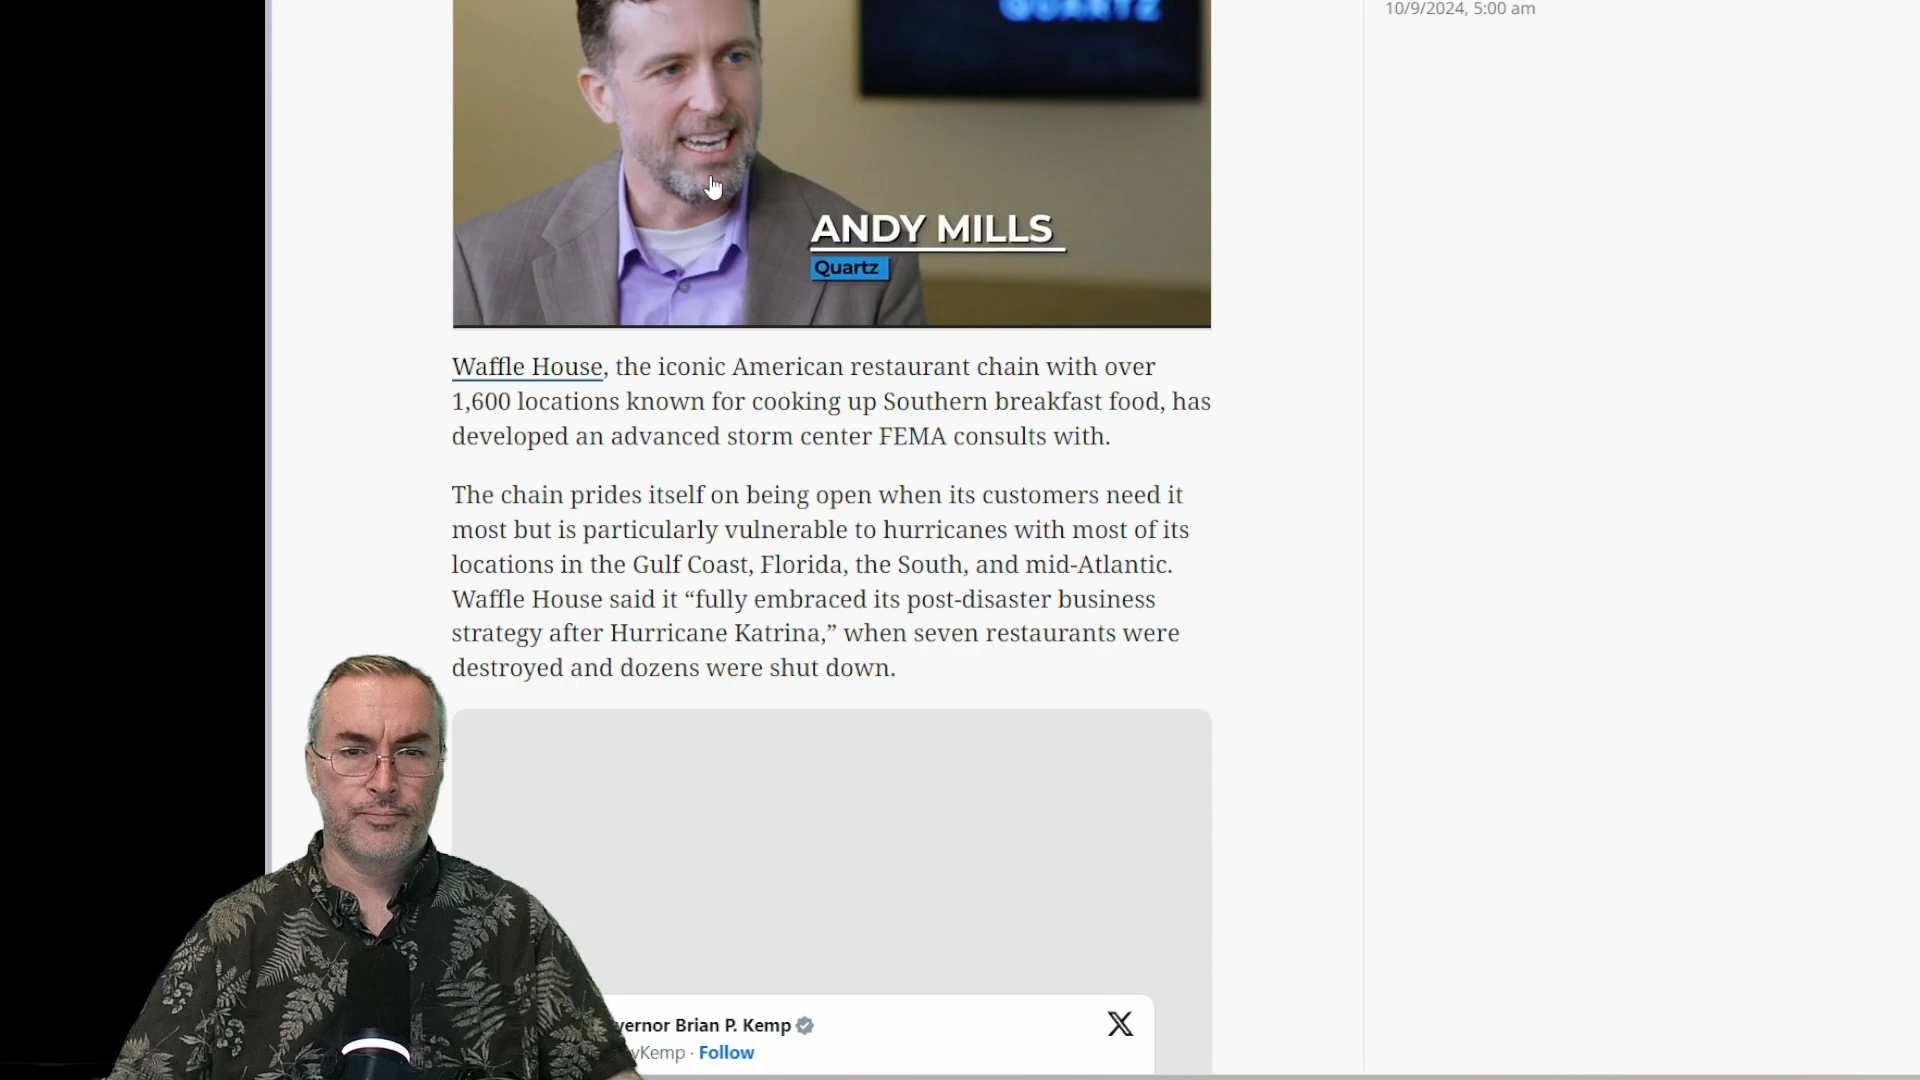 QUARTZ
10/9/2024, 5:00 am
ANDY MILLS
Quartz
Waffle House, the iconic American restaurant chain with over
1,600 locations known for cooking up Southern breakfast food, has
developed an advanced storm center FEMA consults with.
The chain prides itself on being open when its customers need it
most but is particularly vulnerable to hurricanes with most of its
locations in the Gulf Coast, Florida, the South, and mid-Atlantic.
Waffle House said it “fully embraced its post-disaster business
strategy after Hurricane Katrina,” when seven restaurants were
destroyed and dozens were shut down.
vernor Brian P. Kemp
vKemp · Follow